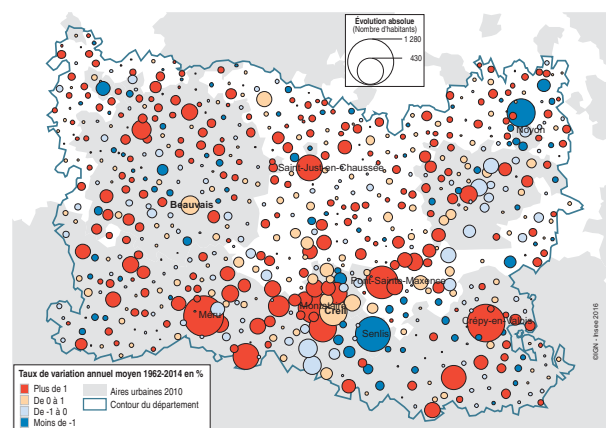 Évolution absolue
(Nombre d'habitants)
1 280
430
Noyon
Saint-Just-en-Chaussée
Beauvais
Pont-Sainte-Maxence
Montataire
Creil
Méru
Senlis
Crépy-en-Valois
©IGN - Insee 2016
Taux de variation annuel moyen 1962-2014 en %
Plus de 1
De 0 à 1
De -1 à 0
Moins de -1
Aires urbaines 2010
Contour du département